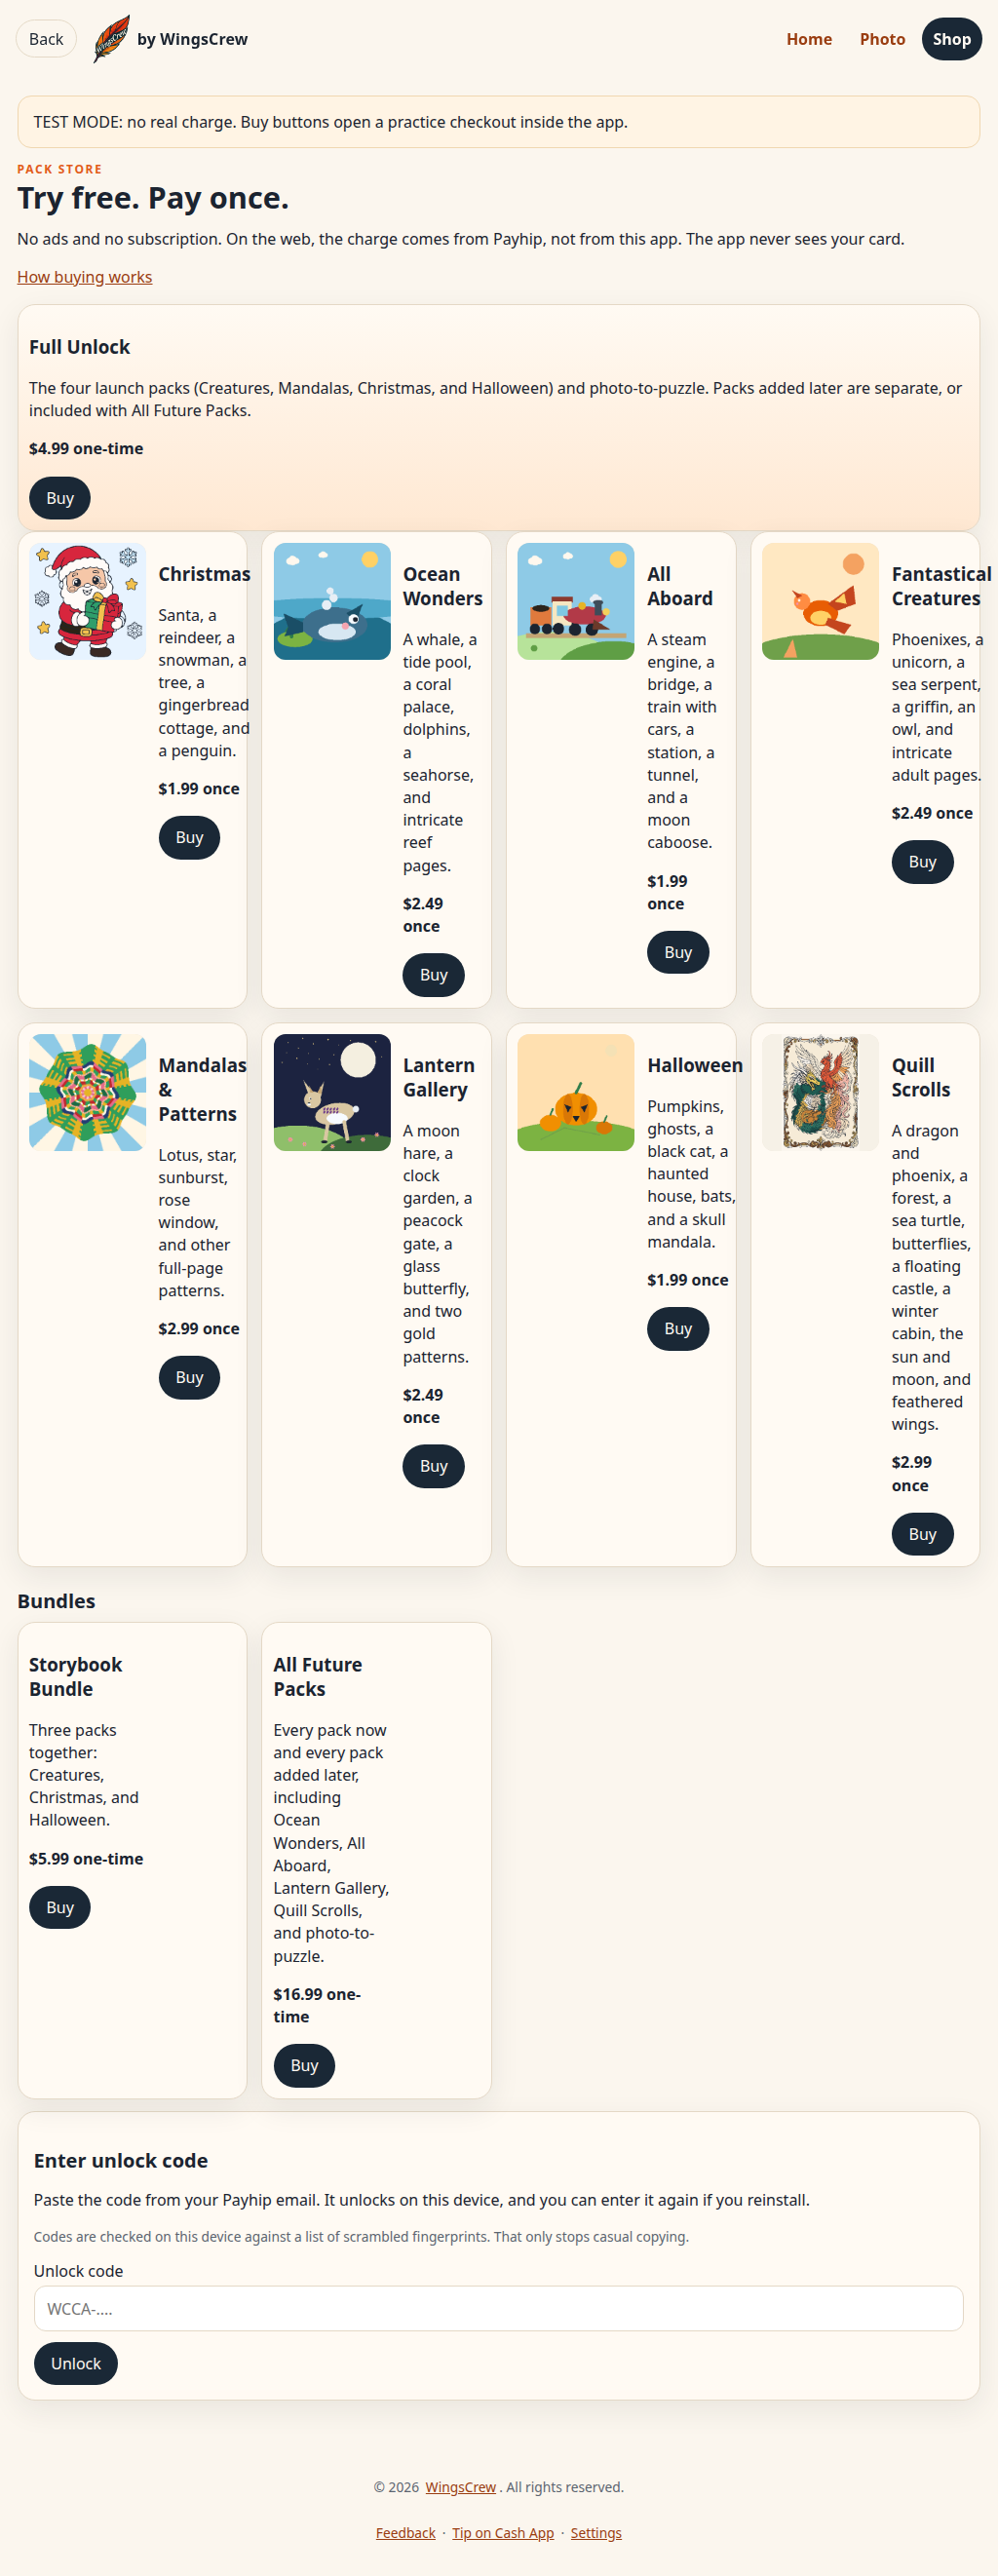 Back
WingsCrew
by WingsCrew
Home
Photo
Shop
TEST MODE: no real charge. Buy buttons open a practice checkout inside the app.
PACK STORE
Try free. Pay once.
No ads and no subscription. On the web, the charge comes from Payhip, not from this app. The app never sees your card.
How buying works
Full Unlock
The four launch packs (Creatures, Mandalas, Christmas, and Halloween) and photo-to-puzzle. Packs added later are separate, or
included with All Future Packs.
$4.99 one-time
Buy
Christmas
Santa, a
reindeer, a
snowman, a
tree, a
gingerbread
cottage, and
a penguin.
$1.99 once
Buy
Ocean
Wonders
A whale, a
tide pool,
a coral
palace,
dolphins,
a
seahorse,
and
intricate
reef
pages.
$2.49
once
Buy
All
Aboard
A steam
engine, a
bridge, a
train with
cars, a
station, a
tunnel,
and a
moon
caboose.
$1.99
once
Buy
Fantastical
Creatures
Phoenixes, a
unicorn, a
sea serpent,
a griffin, an
owl, and
intricate
adult pages.
$2.49 once
Buy
Mandalas
&
Patterns
Lotus, star,
sunburst,
rose
window,
and other
full-page
patterns.
$2.99 once
Buy
Lantern
Gallery
A moon
hare, a
clock
garden, a
peacock
gate, a
glass
butterfly,
and two
gold
patterns.
$2.49
once
Buy
Halloween
Pumpkins,
ghosts, a
black cat, a
haunted
house, bats,
and a skull
mandala.
$1.99 once
Buy
Quill
Scrolls
A dragon
and
phoenix, a
forest, a
sea turtle,
butterflies,
a floating
castle, a
winter
cabin, the
sun and
moon, and
feathered
wings.
$2.99
once
Buy
Bundles
Storybook
Bundle
Three packs
together:
Creatures,
Christmas, and
Halloween.
$5.99 one-time
Buy
All Future
Packs
Every pack now
and every pack
added later,
including
Ocean
Wonders, All
Aboard,
Lantern Gallery,
Quill Scrolls,
and photo-to-
puzzle.
$16.99 one-
time
Buy
Enter unlock code
Paste the code from your Payhip email. It unlocks on this device, and you can enter it again if you reinstall.
Codes are checked on this device against a list of scrambled fingerprints. That only stops casual copying.
Unlock code
WCCA-....
Unlock
© 2026 WingsCrew . All rights reserved.
Feedback · Tip on Cash App · Settings